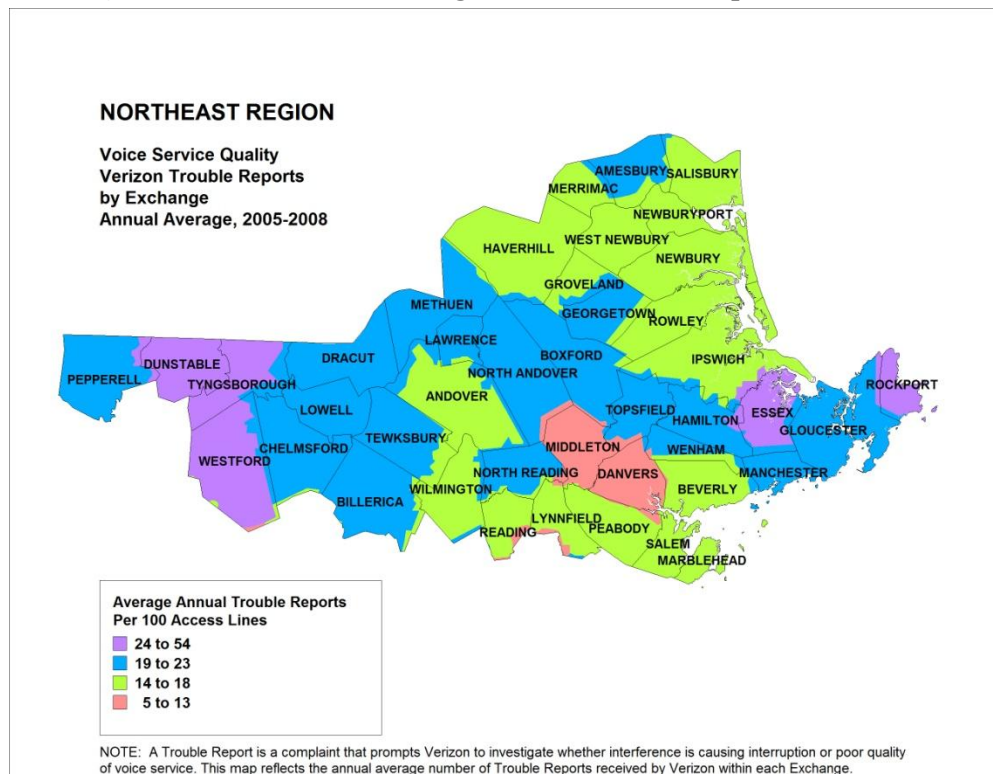 NORTHEAST REGION
Voice Service Quality
Verizon Trouble Reports
by Exchange
Annual Average, 2005-2008
AMESBURY
SALISBURY
MERRIMAC
NEWBURYPORT
WEST NEWBURY
HAVERHILL
NEWBURY
GROVELAND
METHUEN
GEORGETOWN
ROWLEY
LAWRENCE
DRACUT
BOXFORD
IPSWICH
DUNSTABLE
PEPPERELL
NORTH ANDOVER
TYNGSBOROUGH
ROCKPORT
ANDOVER
LOWELL
TOPSFIELD
ESSEX
HAMILTON
GLOUCESTER
TEWKSBURY
CHELMSFORD
MIDDLETON
WENHAM
WESTFORD
NORTH READING
DANVERS
MANCHESTER
WILMINGTON
BEVERLY
BILLERICA
LYNNFIELD
PEABODY
READING
SALEM
MARBLEHEAD
Average Annual Trouble Reports
Per 100 Access Lines
24 to 54
19 to 23
14 to 18
5 to 13
NOTE: A Trouble Report is a complaint that prompts Verizon to investigate whether interference is causing interruption or poor quality
of voice service. This map reflects the annual average number of Trouble Reports received by Verizon within each Exchange.